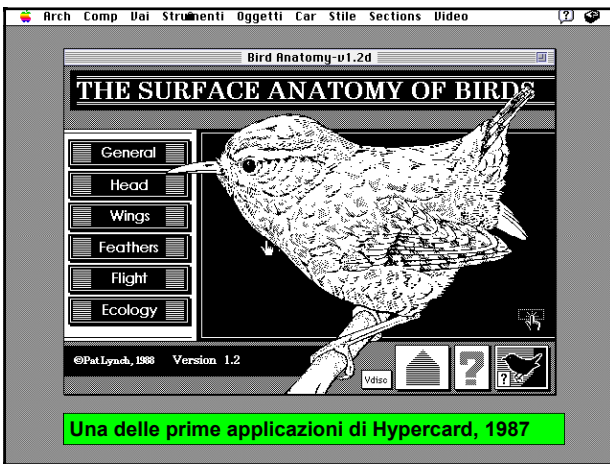 Arch Comp Vai Strumenti Oggetti Car Stile Sections Video
Bird Anatomy-v1.2d
THE SURFACE ANATOMY OF BIRDS
General
Head
Wings
Feathers
Flight
Ecology
©Pat Lynch, 1988 Version 1.2
Vdisc
?
?
Una delle prime applicazioni di Hypercard, 1987